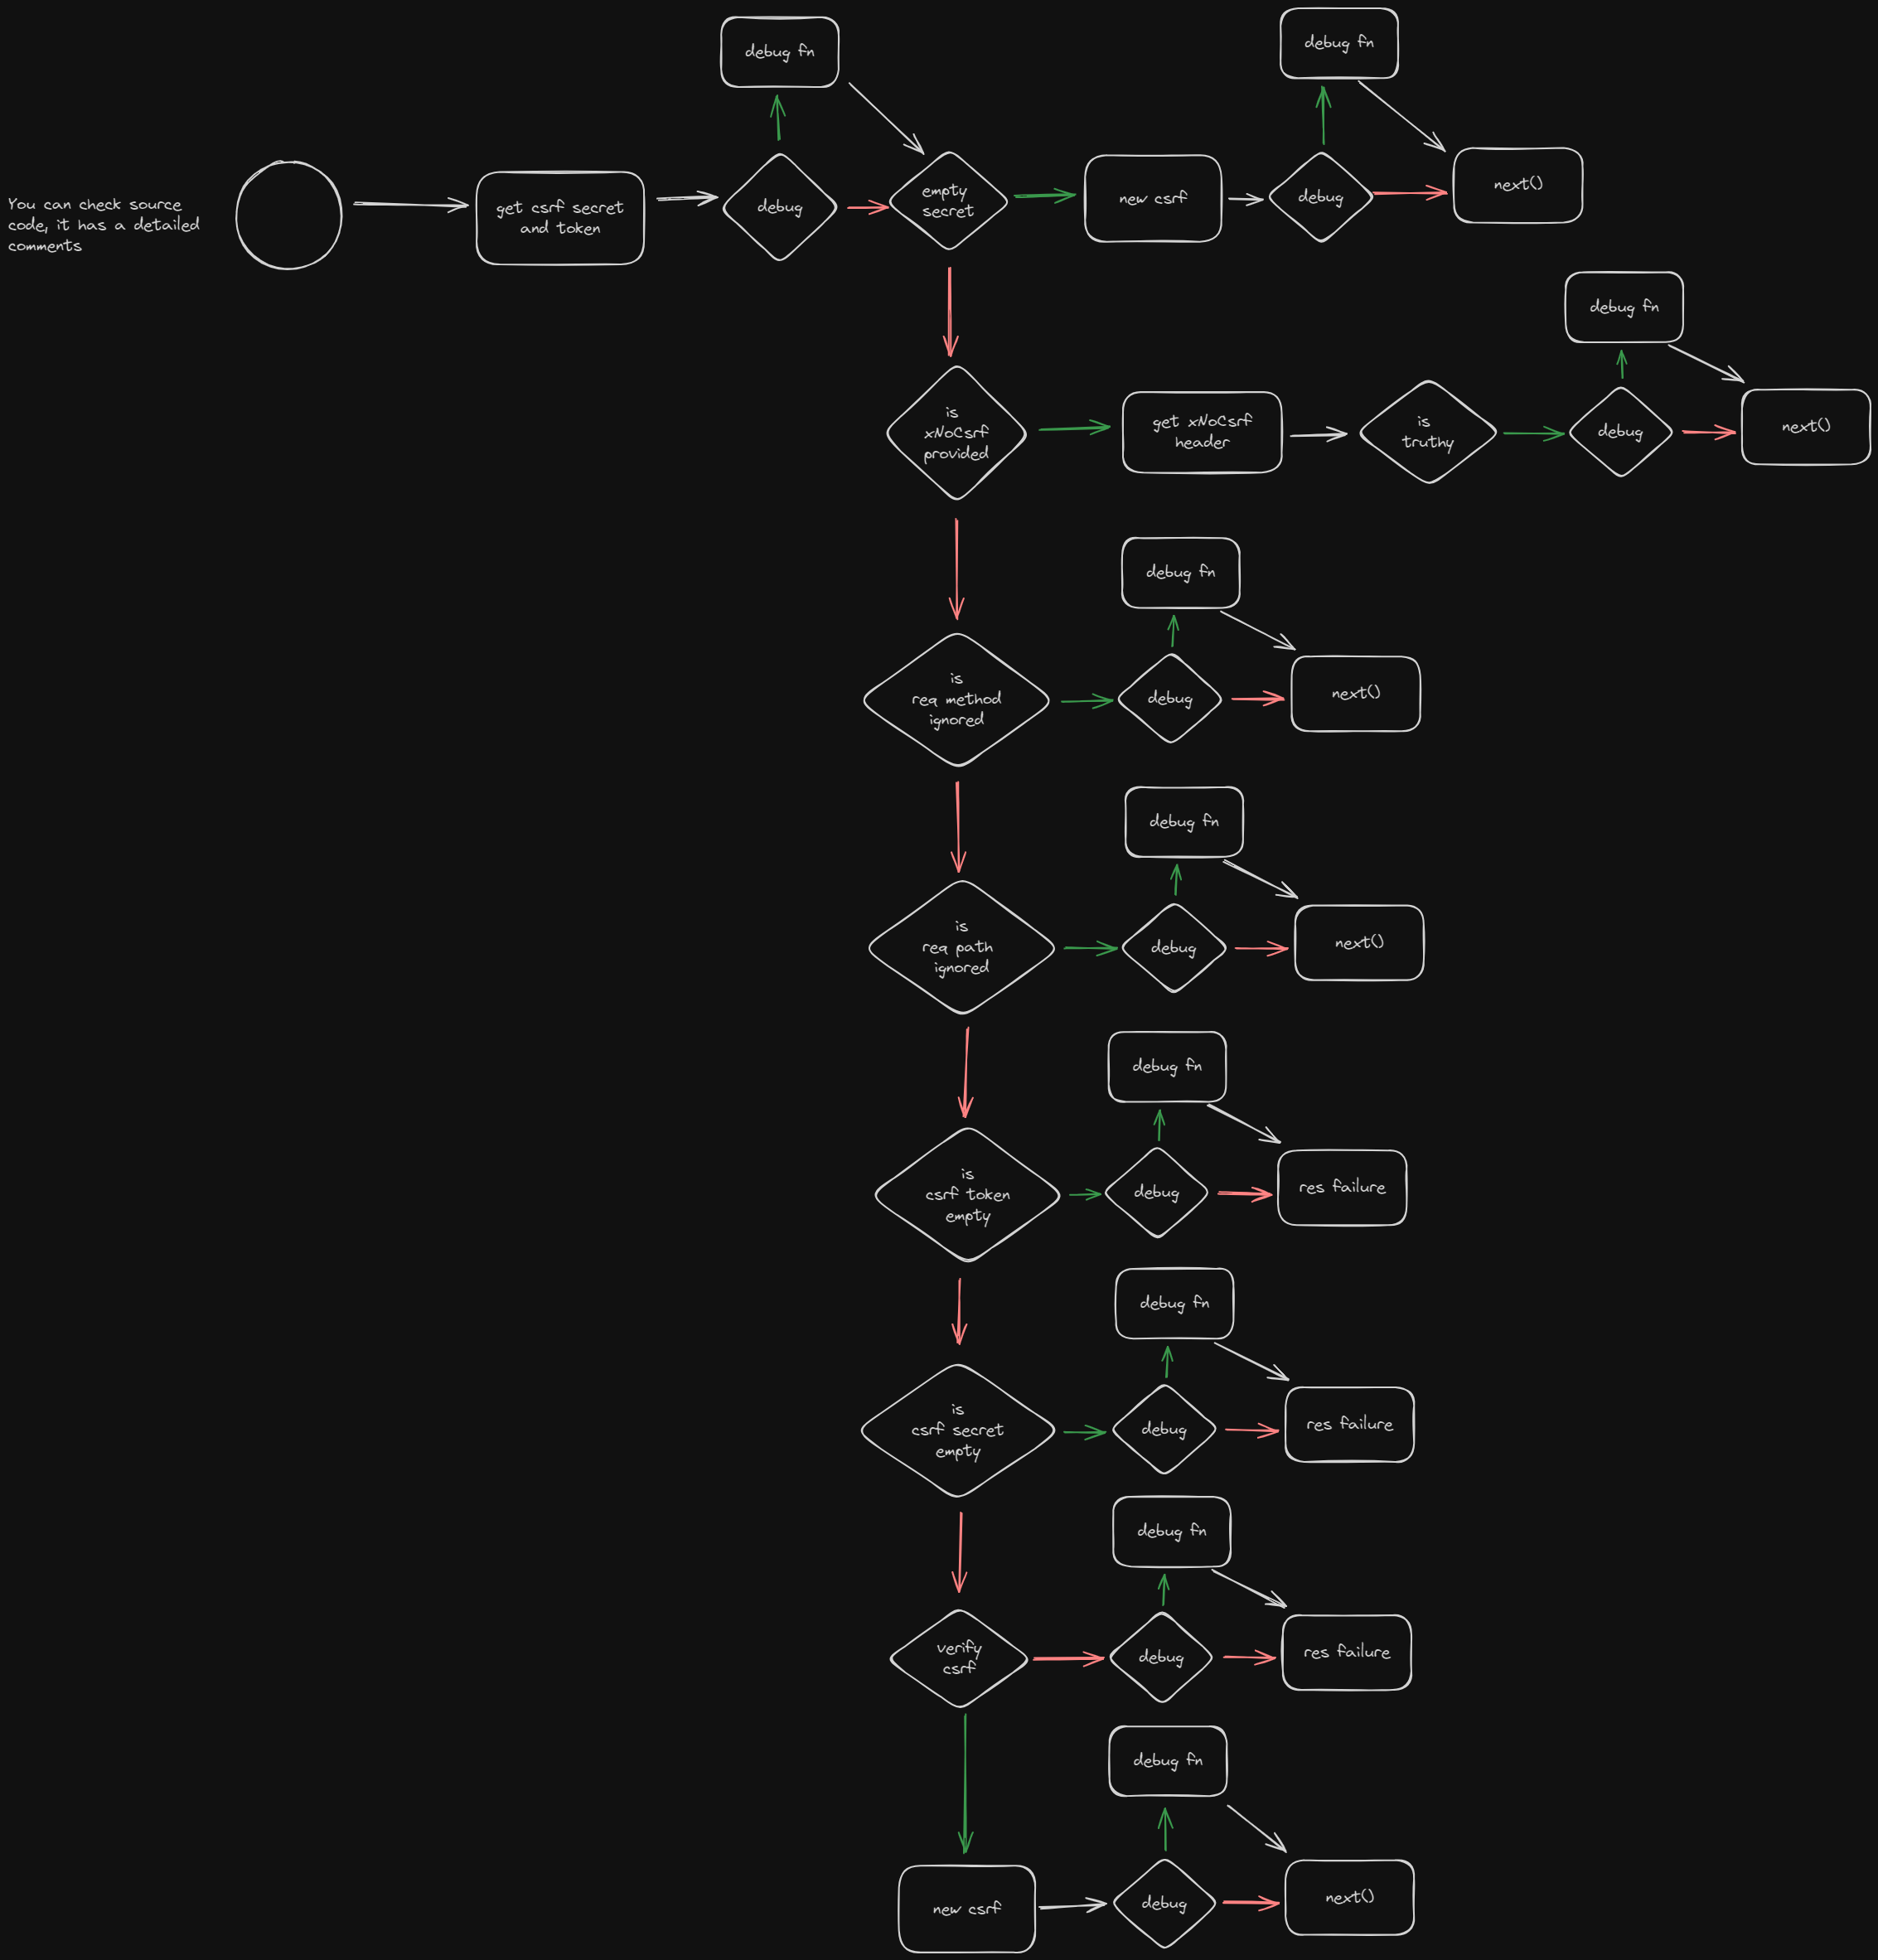 debug fn
debug fn
You can check source
code, it has a detailed
comments
get csrf secret
and token
debug
empty
secret
new csrf
debug
next()
debug fn
is
xNoCsrf
provided
get xNoCsrf
header
is
truthy
debug
next()
debug fn
is
req method
ignored
debug
next()
debug fn
is
req path
ignored
debug
next()
debug fn
is
csrf token
empty
debug
res failure
debug fn
is
csrf secret
empty
debug
res failure
debug fn
verify
csrf
debug
res failure
debug fn
new csrf
debug
next()